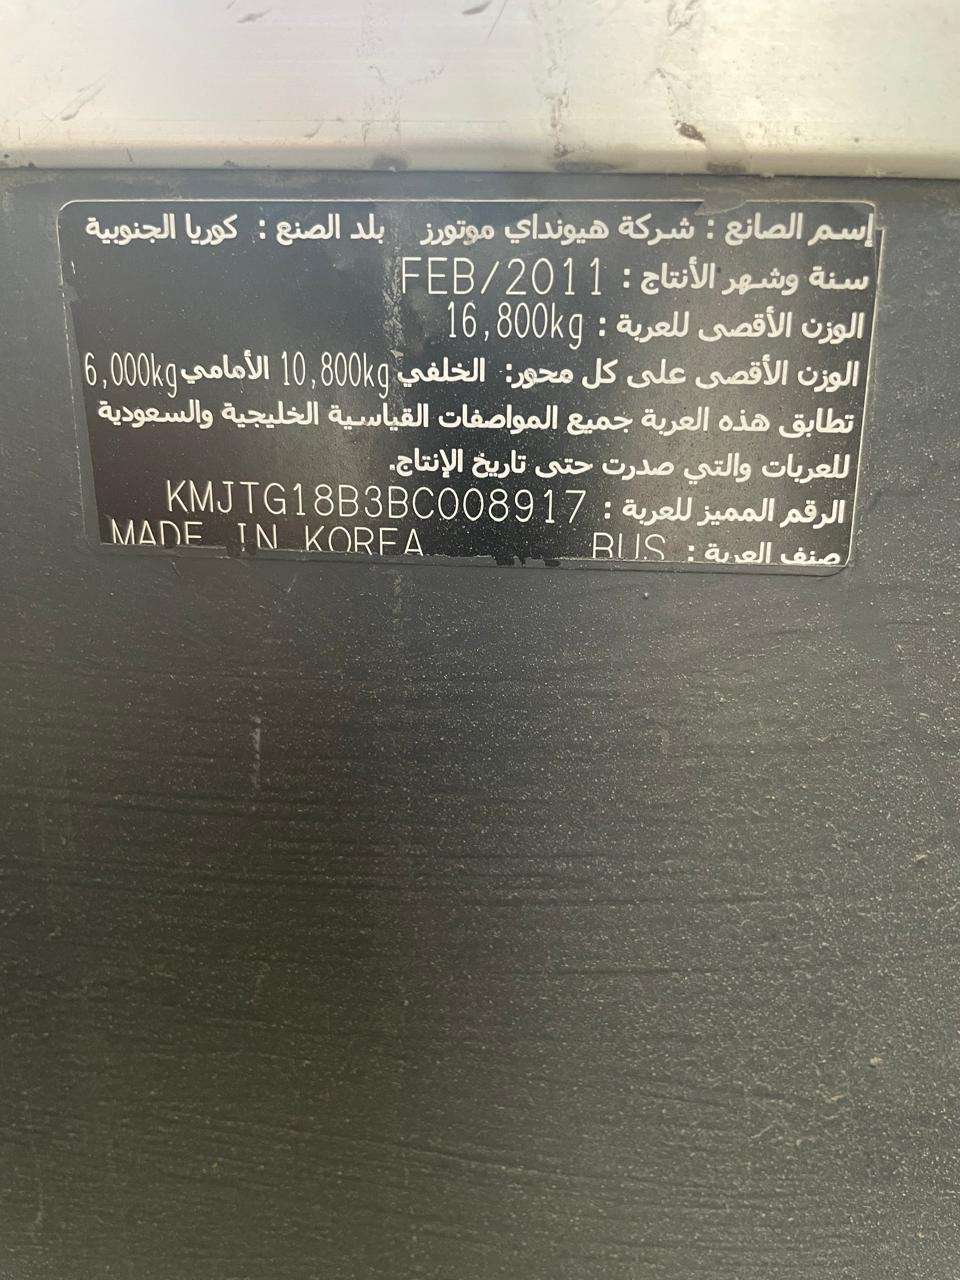 إسم الصانع : شركة هيونداي موتورز بلد الصنع : كوريا الجنوبية
سنة وشهر الأنتاج : FEB/2011
الوزن الأقصى للعربة : 16,800kg
الوزن الأقصى على كل محور: الخلفي 10,800kg الأمامي 6,000kg
تطابق هذه العربة جميع المواصفات القياسية الخليجية والسعودية
للعربات والتي صدرت حتى تاريخ الإنتاج.
الرقم المميز للعربة : KMJTG18B3BC008917
صنف العربة : BUS MADE IN KOREA